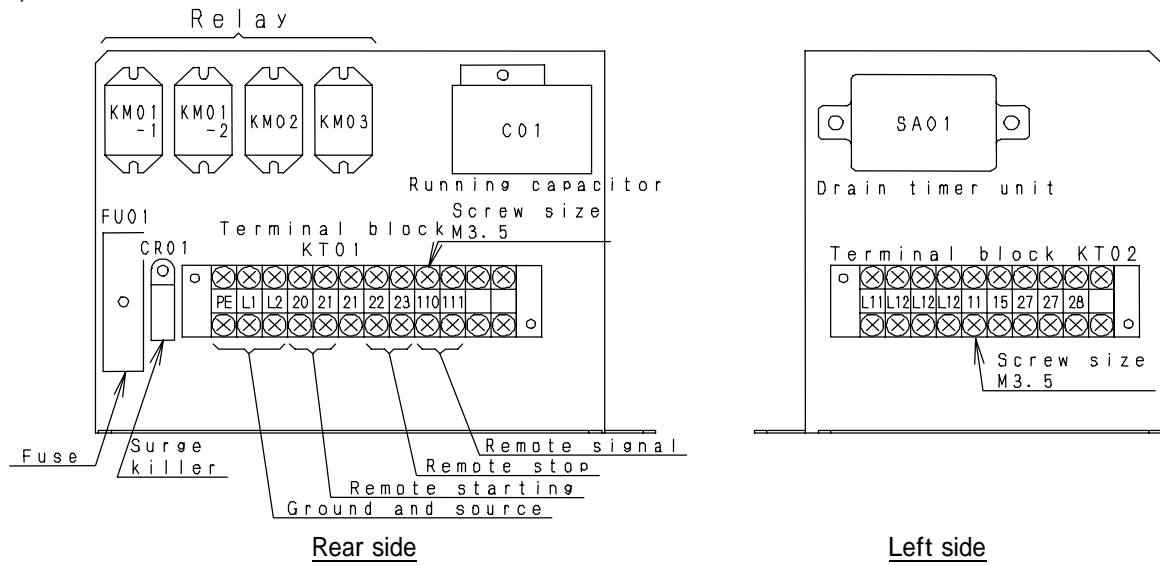 Relay
KM01
-1
KM01
-2
KM02
KM03
C01
Running capacitor
FU01
CR01
Terminal block
KT01
Screw size
M3.5
PE L1 L2 20 21 21 22 23 110 111
Fuse
Surge
killer
Remote signal
Remote stop
Remote starting
Ground and source
Rear side
SA01
Drain timer unit
Terminal block KT02
L11 L12 L12 L12 11 15 27 27 28
Screw size
M3.5
Left side